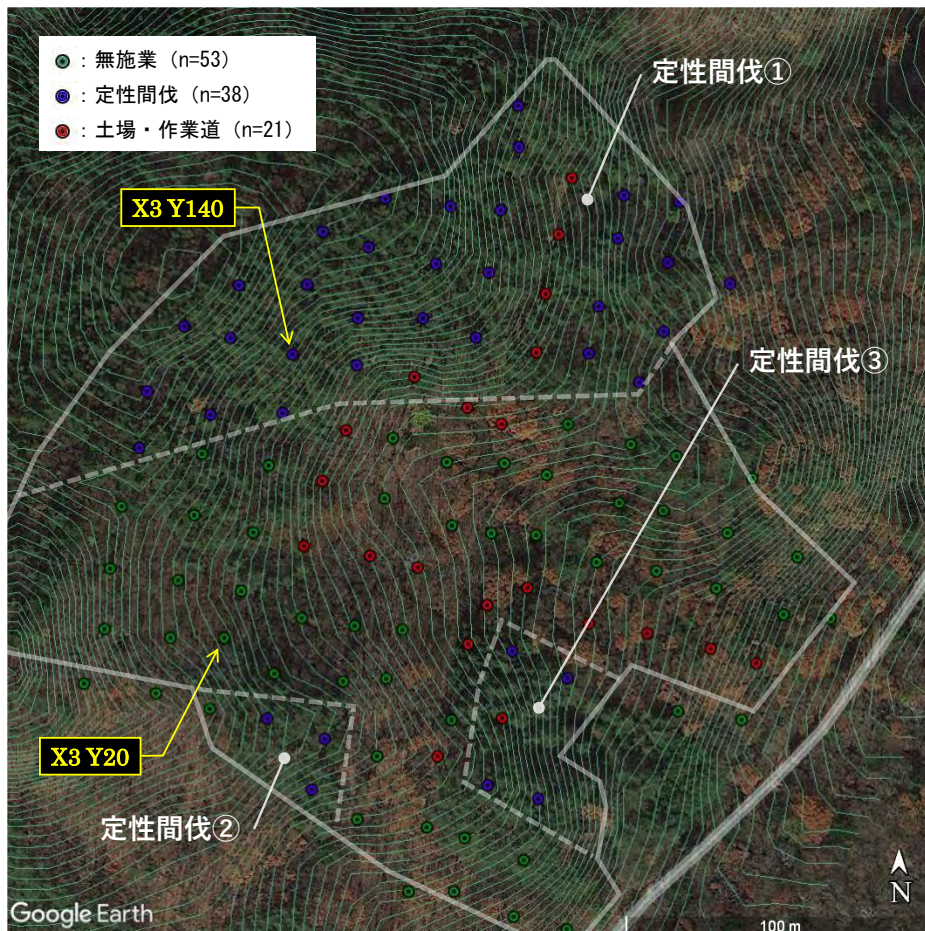 ：無施業（n=53）
：定性間伐（n=38）
：土場・作業道（n=21）
定性間伐①
X3 Y140
定性間伐③
X3 Y20
定性間伐②
N
Google Earth
100 m